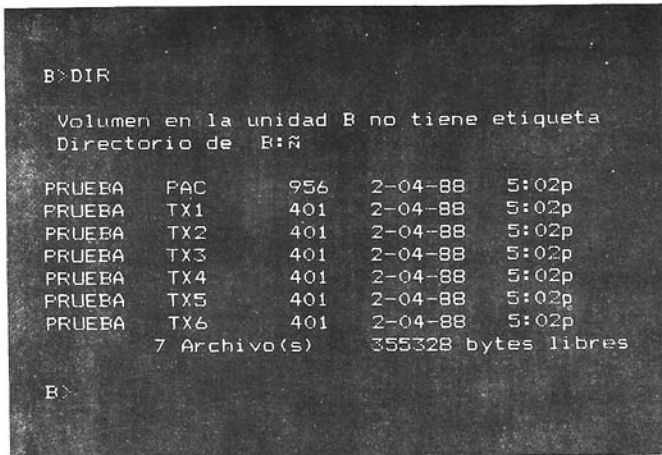 B>DIR
Volumen en la unidad B no tiene etiqueta
Directorio de B:Ñ
PRUEBA PAC 956 2-04-88 5:02p
PRUEBA TX1 401 2-04-88 5:02p
PRUEBA TX2 401 2-04-88 5:02p
PRUEBA TX3 401 2-04-88 5:02p
PRUEBA TX4 401 2-04-88 5:02p
PRUEBA TX5 401 2-04-88 5:02p
PRUEBA TX6 401 2-04-88 5:02p
7 Archivo(s) 355328 bytes libres
B>